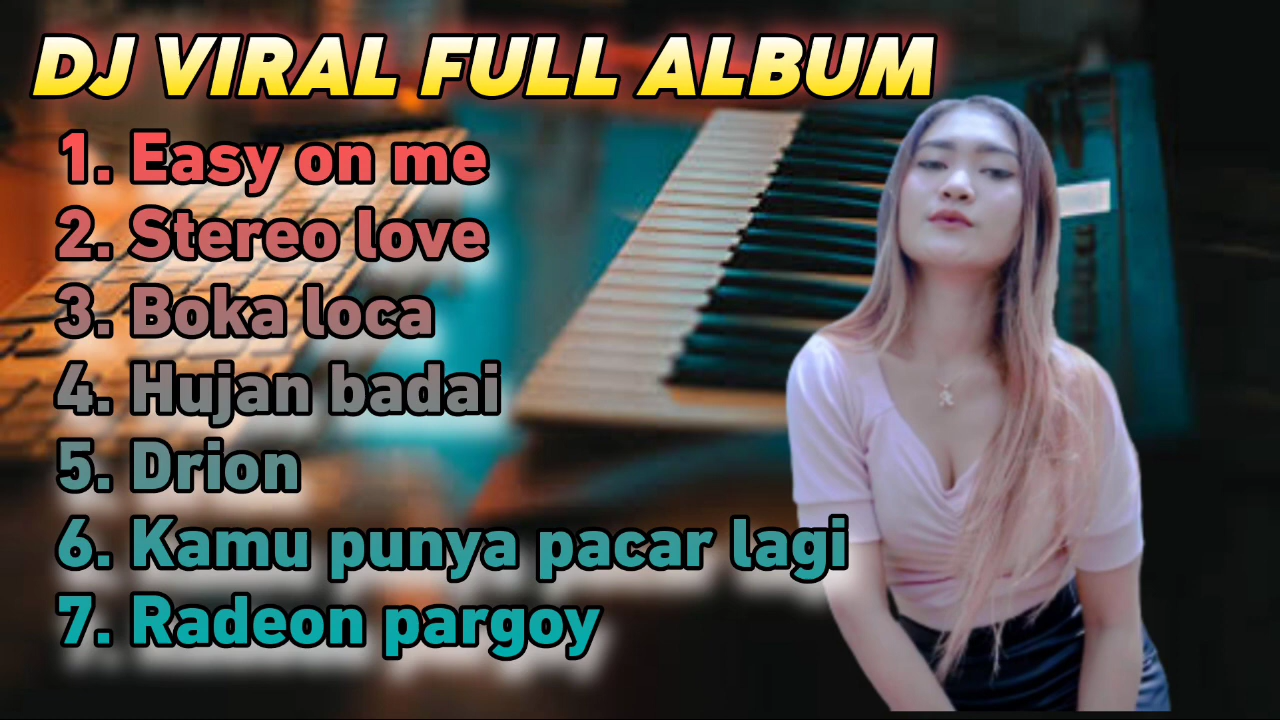 DJ VIRAL FULL ALBUM
1. Easy on me
2. Stereo love
3. Boka loca
4. Hujan badai
5. Drion
6. Kamu punya pacar lagi
7. Radeon pargoy